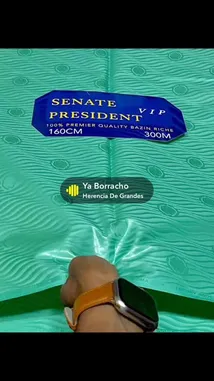 SENATE
VIP
PRESIDENT
100% PREMIER QUALITY BAZIN RICHE
160CM 300M
Ya Borracho
Herencia De Grandes